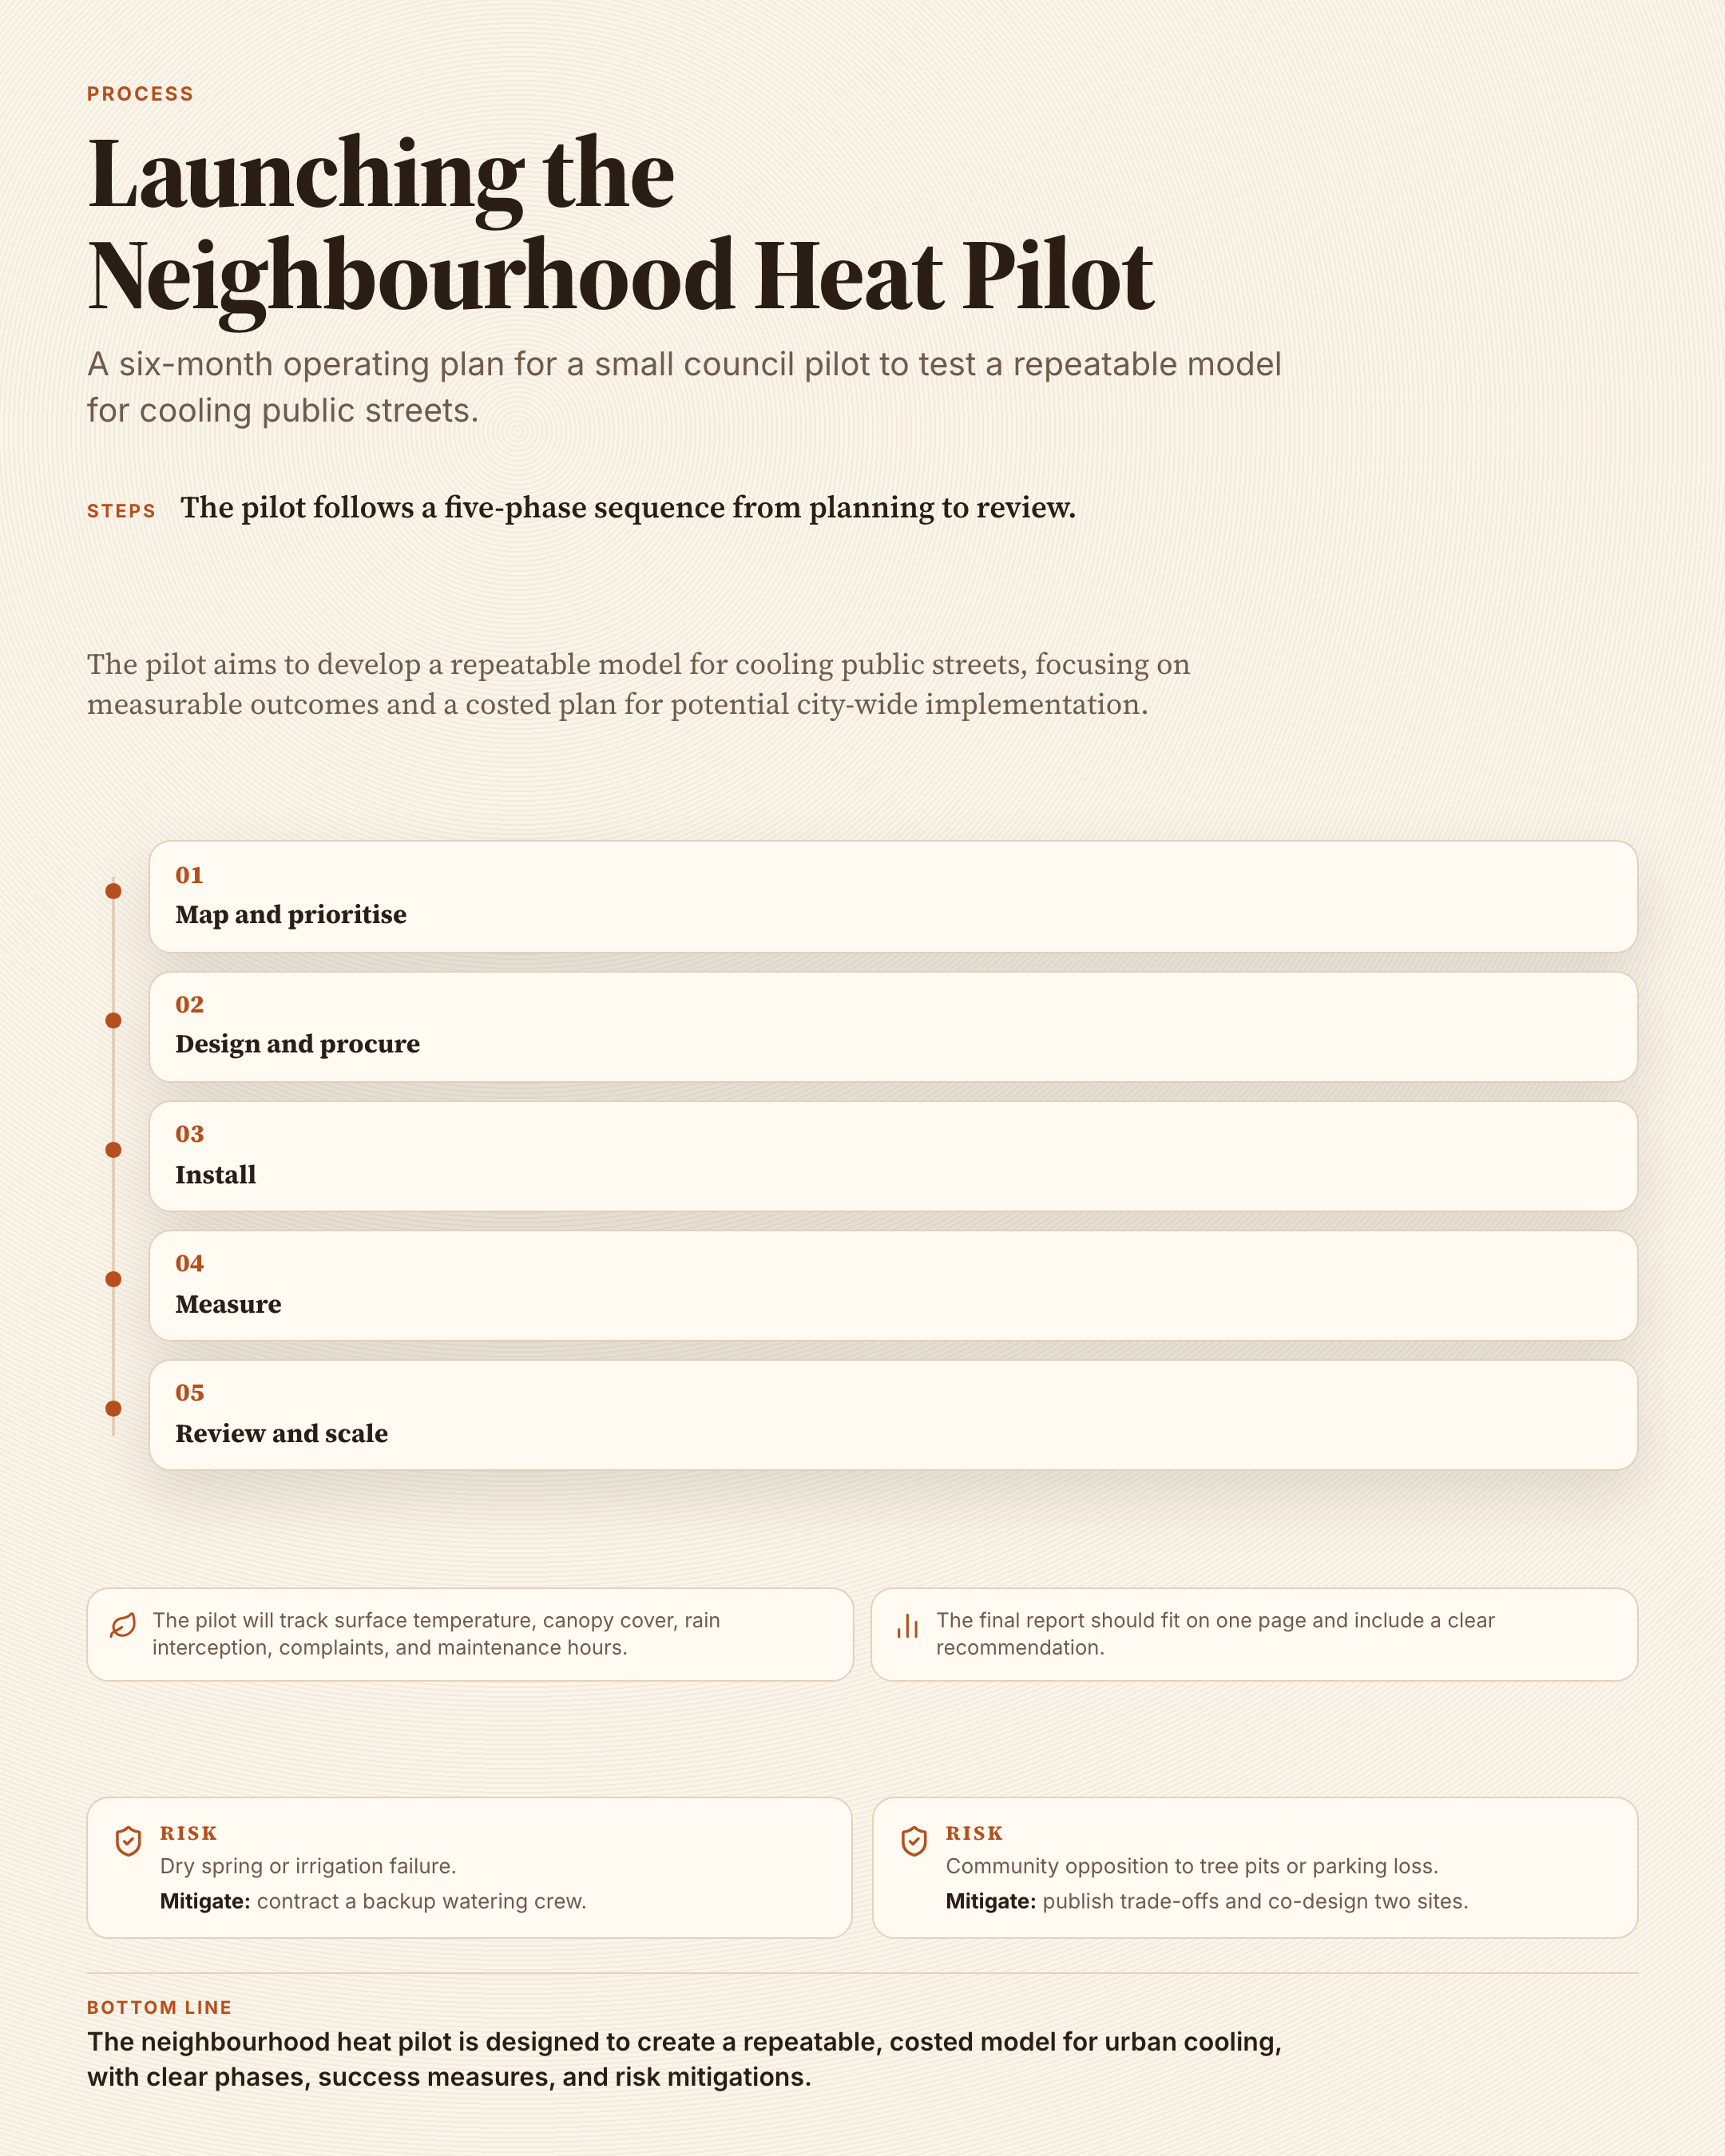 PROCESS
Launching the
Neighbourhood Heat Pilot
A six-month operating plan for a small council pilot to test a repeatable model
for cooling public streets.
STEPS The pilot follows a five-phase sequence from planning to review.
The pilot aims to develop a repeatable model for cooling public streets, focusing on
measurable outcomes and a costed plan for potential city-wide implementation.
01
Map and prioritise
02
Design and procure
03
Install
04
Measure
05
Review and scale
The pilot will track surface temperature, canopy cover, rain
interception, complaints, and maintenance hours.
The final report should fit on one page and include a clear
recommendation.
RISK
Dry spring or irrigation failure.
Mitigate: contract a backup watering crew.
RISK
Community opposition to tree pits or parking loss.
Mitigate: publish trade-offs and co-design two sites.
BOTTOM LINE
The neighbourhood heat pilot is designed to create a repeatable, costed model for urban cooling,
with clear phases, success measures, and risk mitigations.